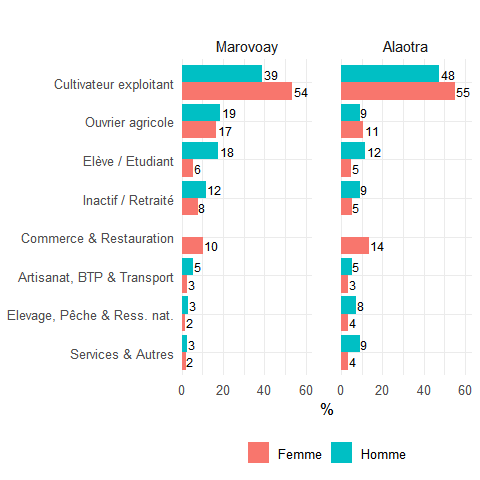 Marovoay Alaotra
Cultivateur exploitant 39 54 48 55
Ouvrier agricole 19 17 9 11
Elève / Etudiant 18 6 12 5
Inactif / Retraité 12 8 9 5
Commerce & Restauration 10 14
Artisanat, BTP & Transport 5 3 5 3
Elevage, Pêche & Ress. nat. 3 2 8 4
Services & Autres 3 2 9 4
0 20 40 60 0 20 40 60
%
Femme Homme